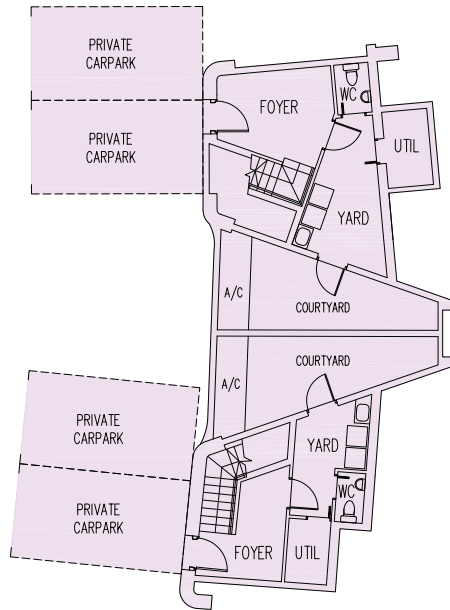 PRIVATE
CARPARK
PRIVATE
CARPARK
WC
FOYER
UTIL
YARD
A/C
COURTYARD
COURTYARD
A/C
PRIVATE
CARPARK
YARD
WC
PRIVATE
CARPARK
FOYER
UTIL